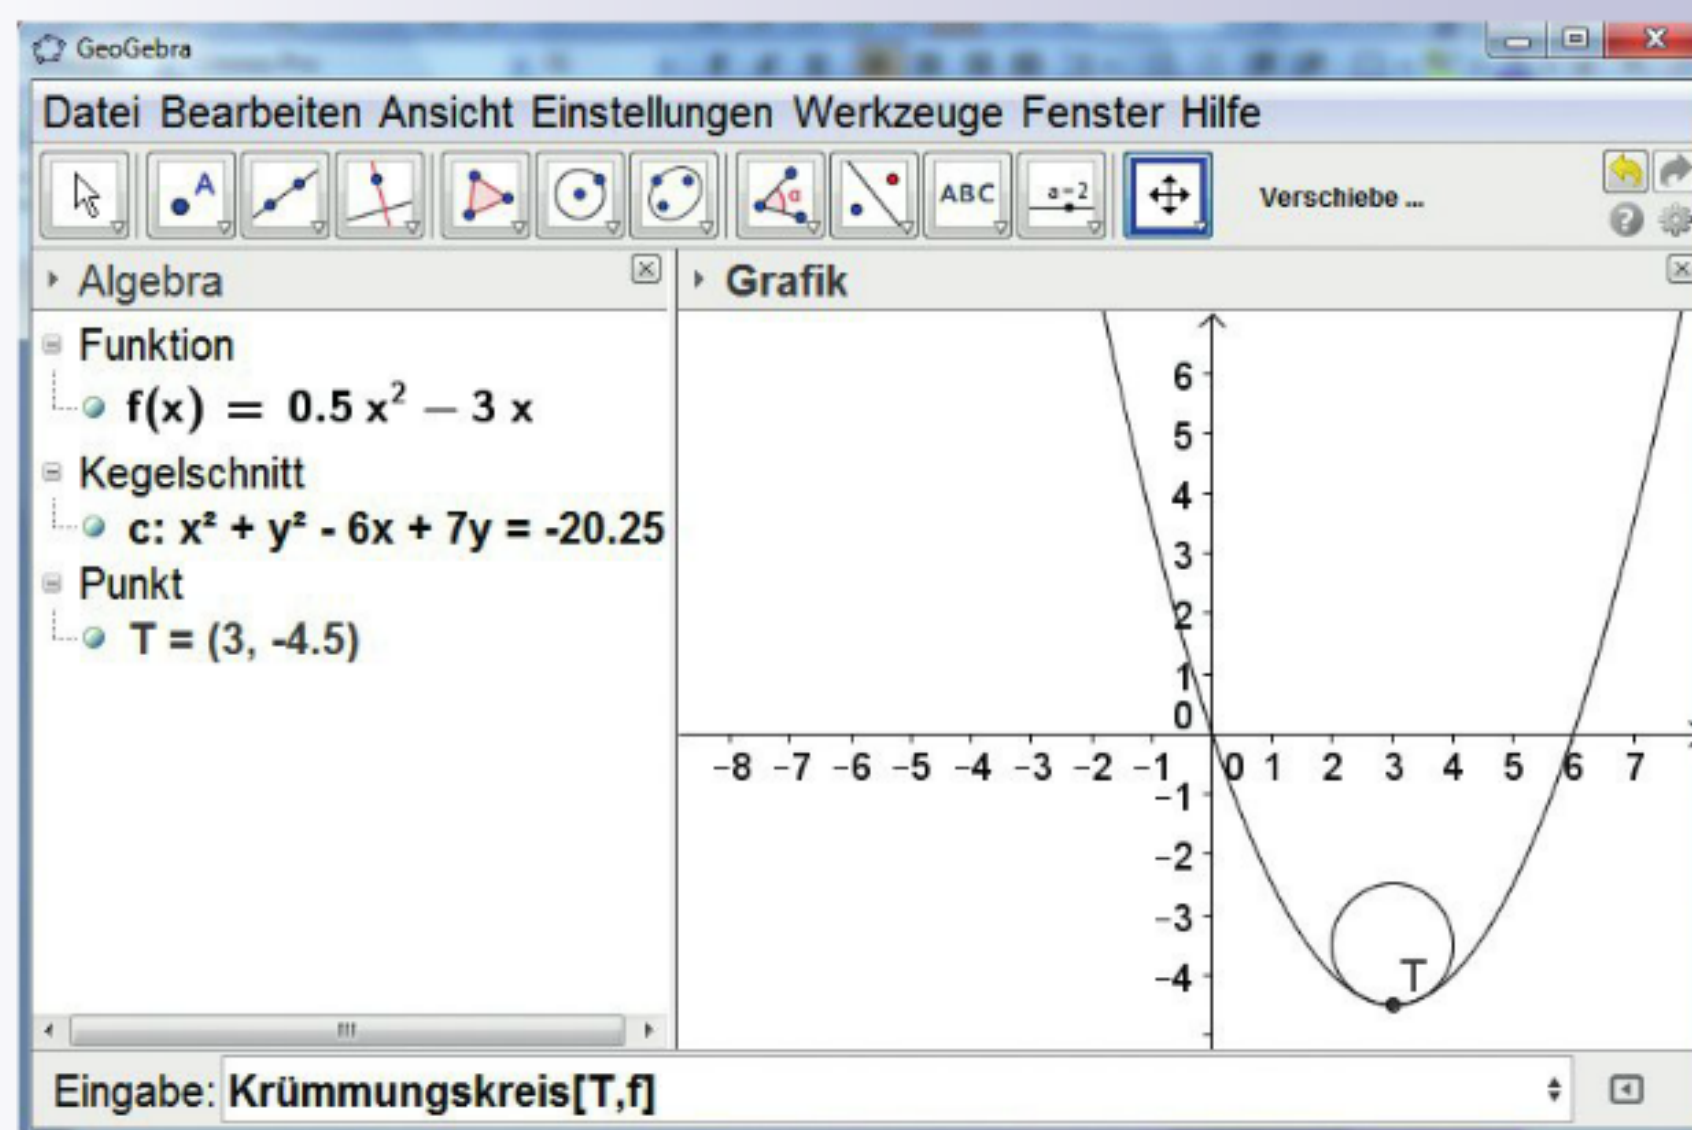 GeoGebra
Datei Bearbeiten Ansicht Einstellungen Werkzeuge Fenster Hilfe
A
α
ABC
a=2
Verschiebe ...
Algebra
Grafik
Funktion
f(x) = 0.5 x² – 3 x
Kegelschnitt
c: x² + y² - 6x + 7y = -20.25
Punkt
T = (3, -4.5)
6
5
4
3
2
1
0
–8 –7 –6 –5 –4 –3 –2 –1 0 1 2 3 4 5 6 7
–1
–2
–3
–4
T
Eingabe: Krümmungskreis[T,f]